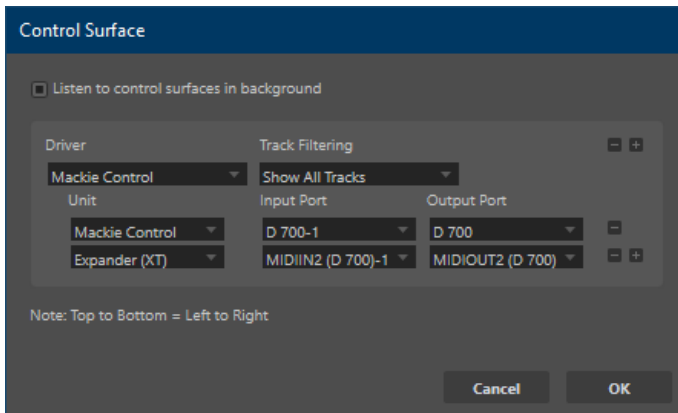 Control Surface
Listen to control surfaces in background
Driver Track Filtering
Mackie Control Show All Tracks
Unit Input Port Output Port
Mackie Control D 700-1 D 700
Expander (XT) MIDIIN2 (D 700)-1 MIDIOUT2 (D 700)
Note: Top to Bottom = Left to Right
Cancel OK